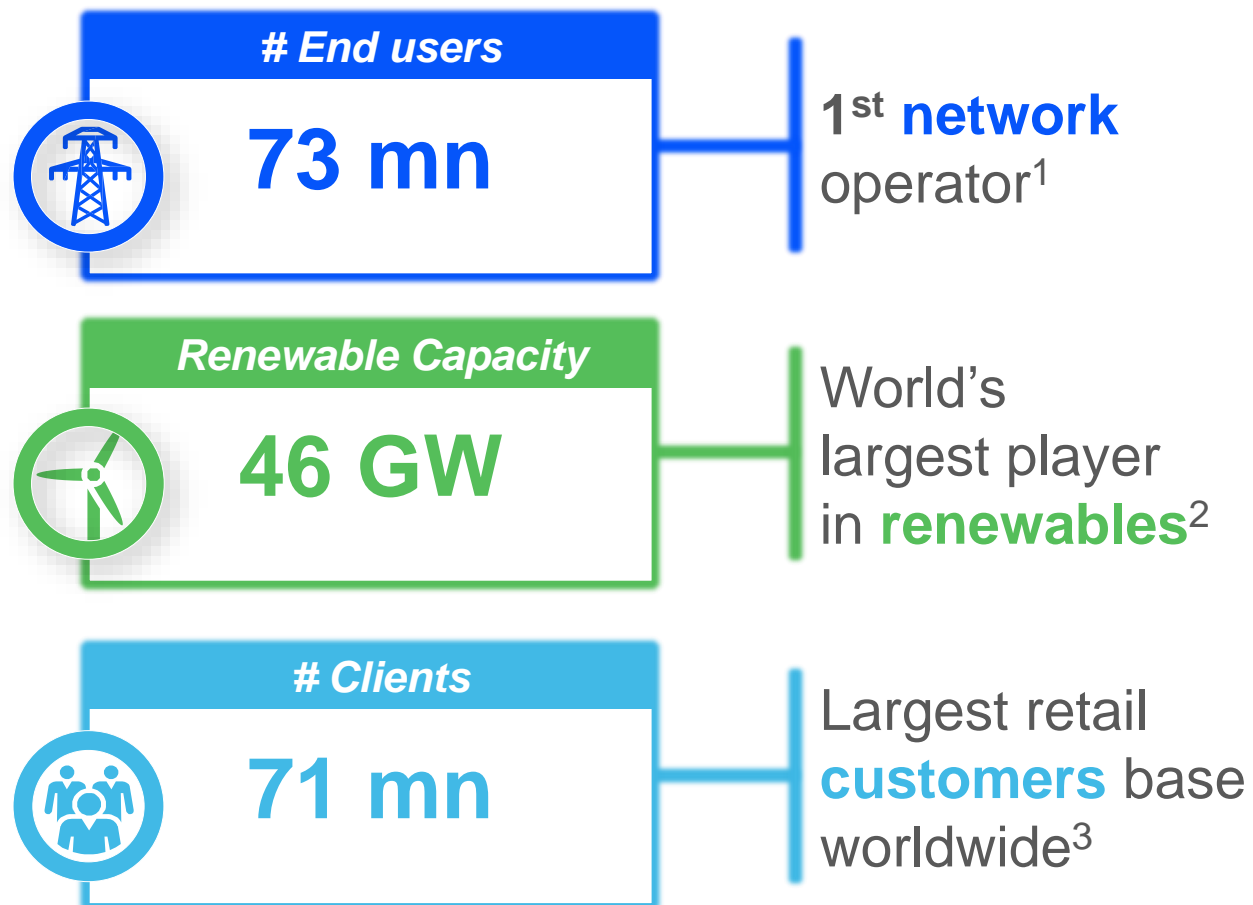 # End users
73 mn
1st network
operator1
Renewable Capacity
46 GW
World’s
largest player
in renewables2
# Clients
71 mn
Largest retail
customers base
worldwide3